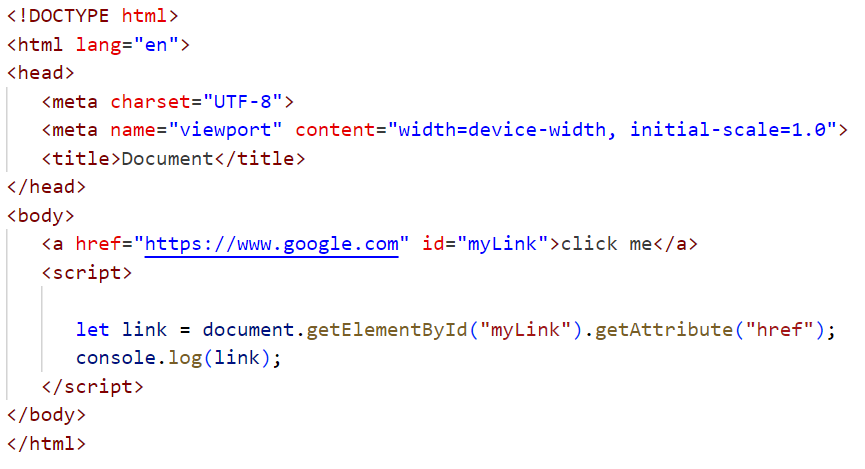 <!DOCTYPE html>
<html lang="en">
<head>
<meta charset="UTF-8">
<meta name="viewport" content="width=device-width, initial-scale=1.0">
<title>Document</title>
</head>
<body>
<a href="https://www.google.com" id="myLink">click me</a>
<script>
let link = document.getElementById("myLink").getAttribute("href");
console.log(link);
</script>
</body>
</html>